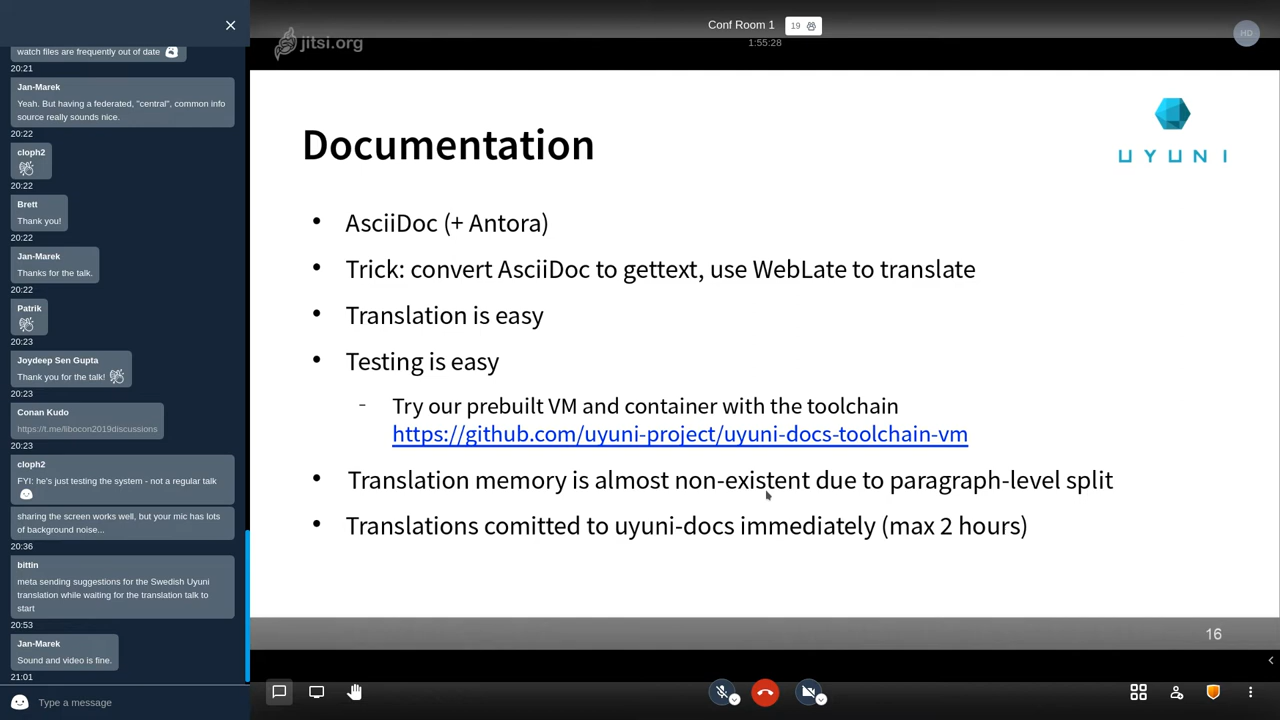 watch files are frequently out of date
20:21
Jan-Marek
Yeah. But having a federated, "central", common info
source really sounds nice.
20:22
cloph2
20:22
Brett
Thank you!
20:22
Jan-Marek
Thanks for the talk.
20:22
Patrik
20:23
Joydeep Sen Gupta
Thank you for the talk!
20:23
Conan Kudo
https://t.me/libocon2019discussions
20:23
cloph2
FYI: he's just testing the system - not a regular talk
sharing the screen works well, but your mic has lots
of background noise...
20:36
bittin
meta sending suggestions for the Swedish Uyuni
translation while waiting for the translation talk to
start
20:53
Jan-Marek
Sound and video is fine.
21:01
Type a message
jitsi.org
Conf Room 1
19
1:55:28
HD
UYUNI
Documentation
• AsciiDoc (+ Antora)
• Trick: convert AsciiDoc to gettext, use WebLate to translate
• Translation is easy
• Testing is easy
– Try our prebuilt VM and container with the toolchain
https://github.com/uyuni-project/uyuni-docs-toolchain-vm
• Translation memory is almost non-existent due to paragraph-level split
• Translations comitted to uyuni-docs immediately (max 2 hours)
16